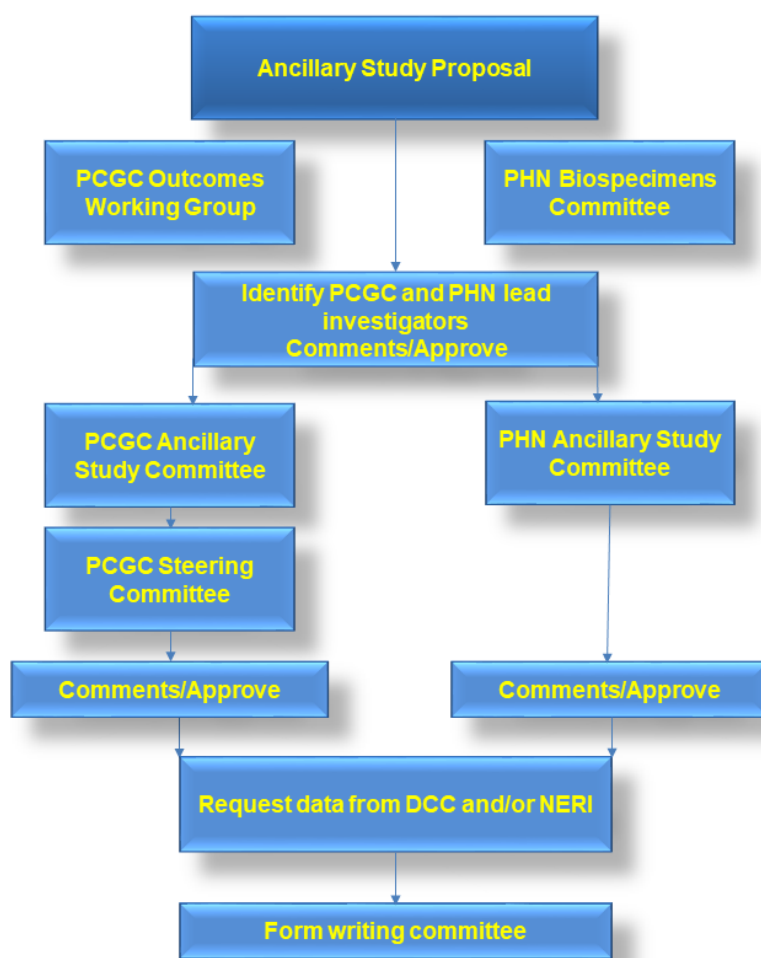 Ancillary Study Proposal
PCGC Outcomes
Working Group
PHN Biospecimens
Committee
Identify PCGC and PHN lead
investigators
Comments/Approve
PCGC Ancillary
Study Committee
PHN Ancillary Study
Committee
PCGC Steering
Committee
Comments/Approve
Comments/Approve
Request data from DCC and/or NERI
Form writing committee